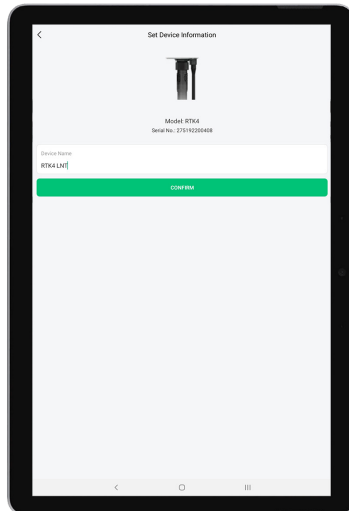 Set Device Information
Model: RTK4
Serial No.: 275192200408
Device Name
RTK4 LNT
CONFIRM